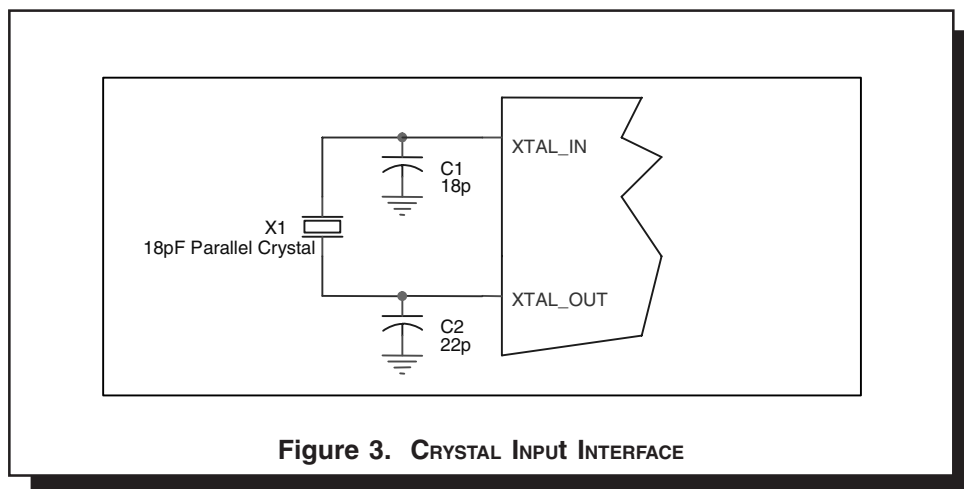 XTAL_IN
C1
18p
X1
18pF Parallel Crystal
XTAL_OUT
C2
22p
Figure 3. CRYSTAL INPUt INTERFACE